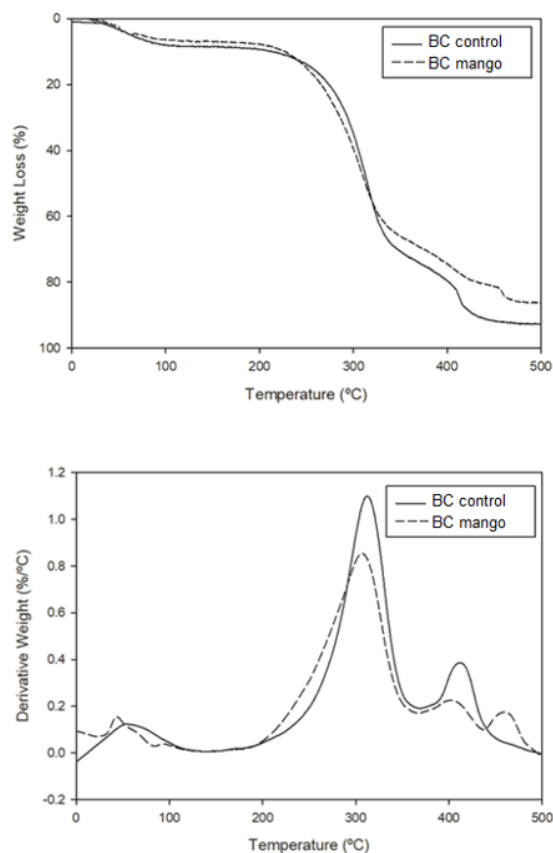 0
20
40
60
80
100
Weight Loss (%)
BC control
BC mango
0 100 200 300 400 500
Temperature (ºC)
1.2
1.0
0.8
0.6
0.4
0.2
0.0
-0.2
Derivative Weight (%/ºC)
BC control
BC mango
0 100 200 300 400 500
Temperature (ºC)